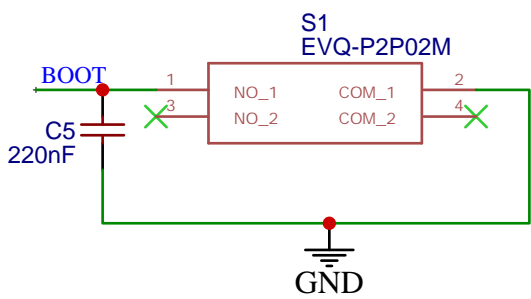 S1
EVQ-P2P02M
BOOT
1
NO_1
COM_1
2
3
NO_2
COM_2
4
C5
220nF
GND